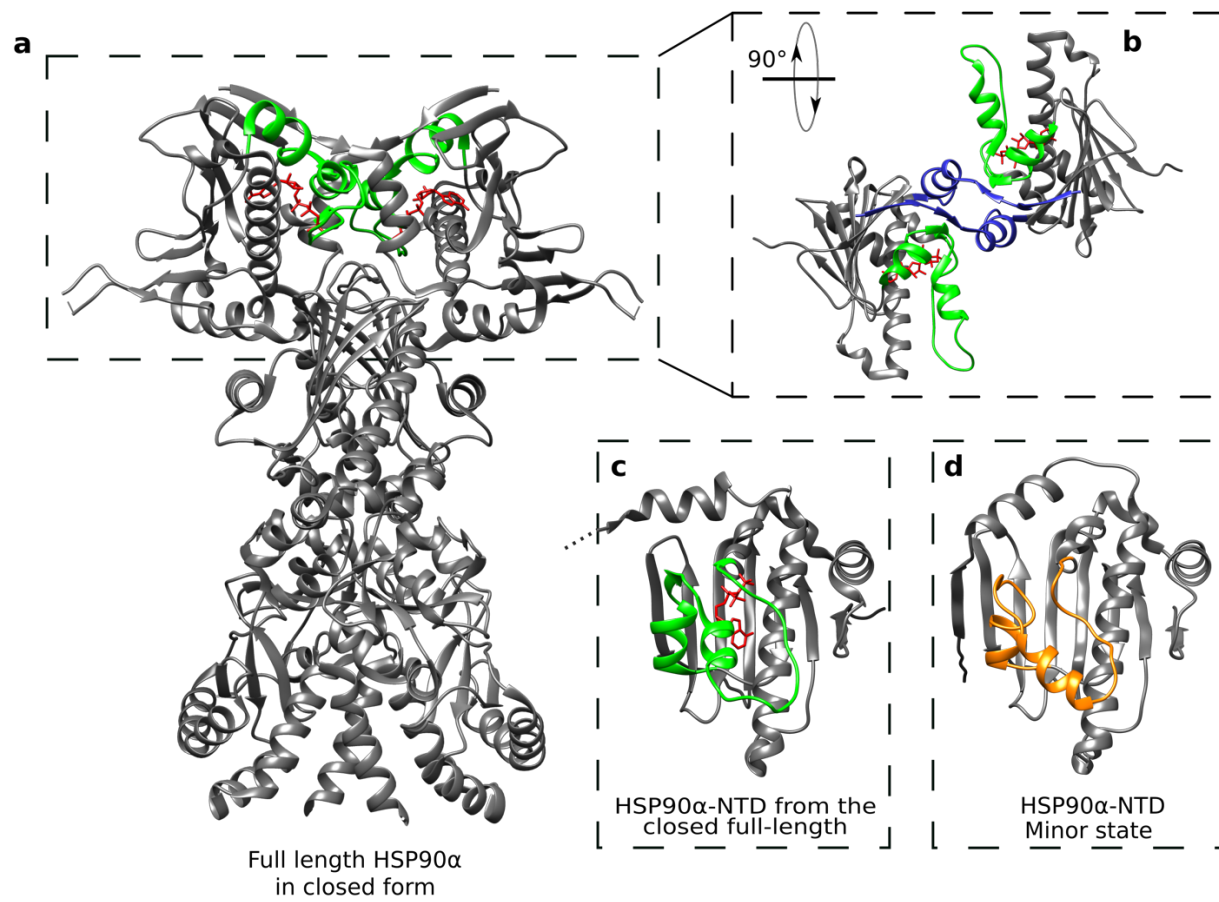 a
b
90°
c
d
HSP90α-NTD from the
closed full-length
HSP90α-NTD
Minor state
Full length HSP90α
in closed form